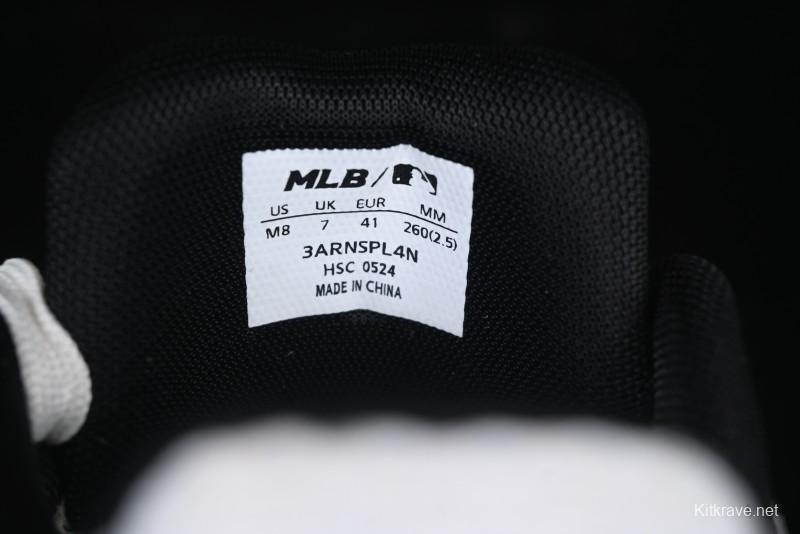 MLB /
US UK EUR MM
M8 7 41 260(2.5)
3ARNSPL4N
HSC 0524
MADE IN CHINA
Kitkrave.net